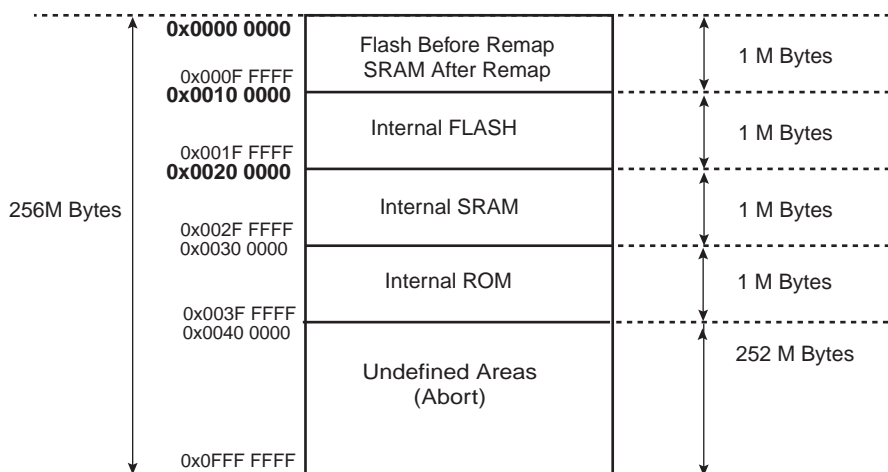 0x0000 0000
Flash Before Remap
SRAM After Remap
1 M Bytes
0x000F FFFF
0x0010 0000
Internal FLASH
1 M Bytes
0x001F FFFF
0x0020 0000
256M Bytes
Internal SRAM
1 M Bytes
0x002F FFFF
0x0030 0000
Internal ROM
1 M Bytes
0x003F FFFF
0x0040 0000
252 M Bytes
Undefined Areas
(Abort)
0x0FFF FFFF